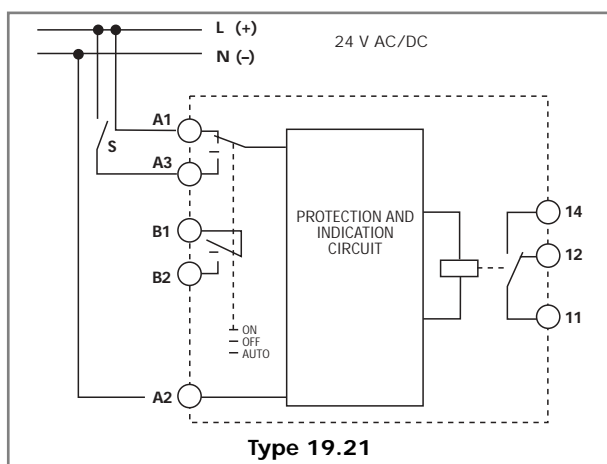 L (+)
24 V AC/DC
N (–)
A1
S
A3
B1
B2
PROTECTION AND
INDICATION
CIRCUIT
14
12
11
ON
OFF
AUTO
A2
Type 19.21